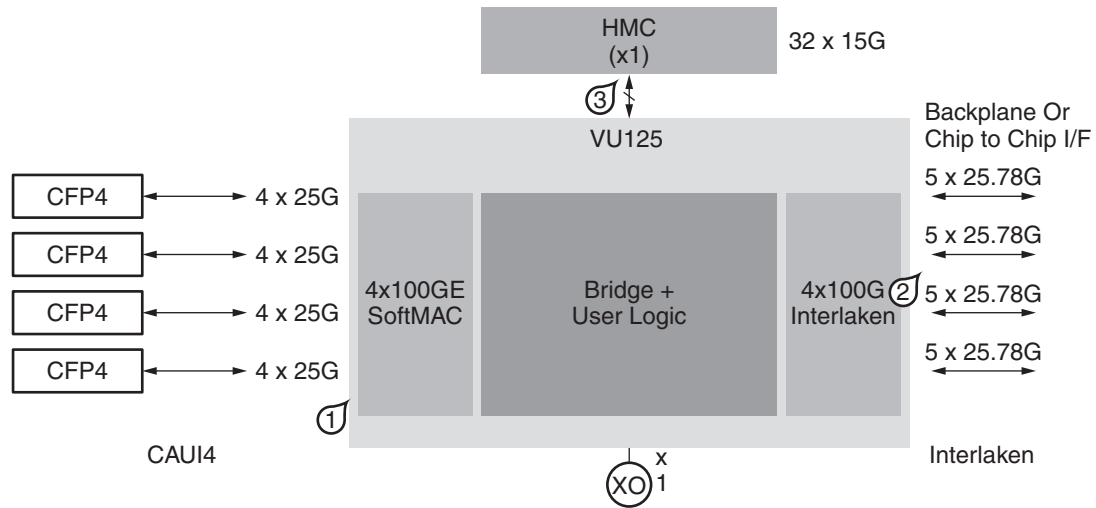 HMC
(x1)
32 x 15G
3
VU125
Backplane Or
Chip to Chip I/F
CFP4
4 x 25G
5 x 25.78G
CFP4
4 x 25G
5 x 25.78G
CFP4
4 x 25G
5 x 25.78G
CFP4
4 x 25G
5 x 25.78G
4x100GE
SoftMAC
Bridge +
User Logic
4x100G
Interlaken
2
1
CAUI4
Interlaken
XO
x
1